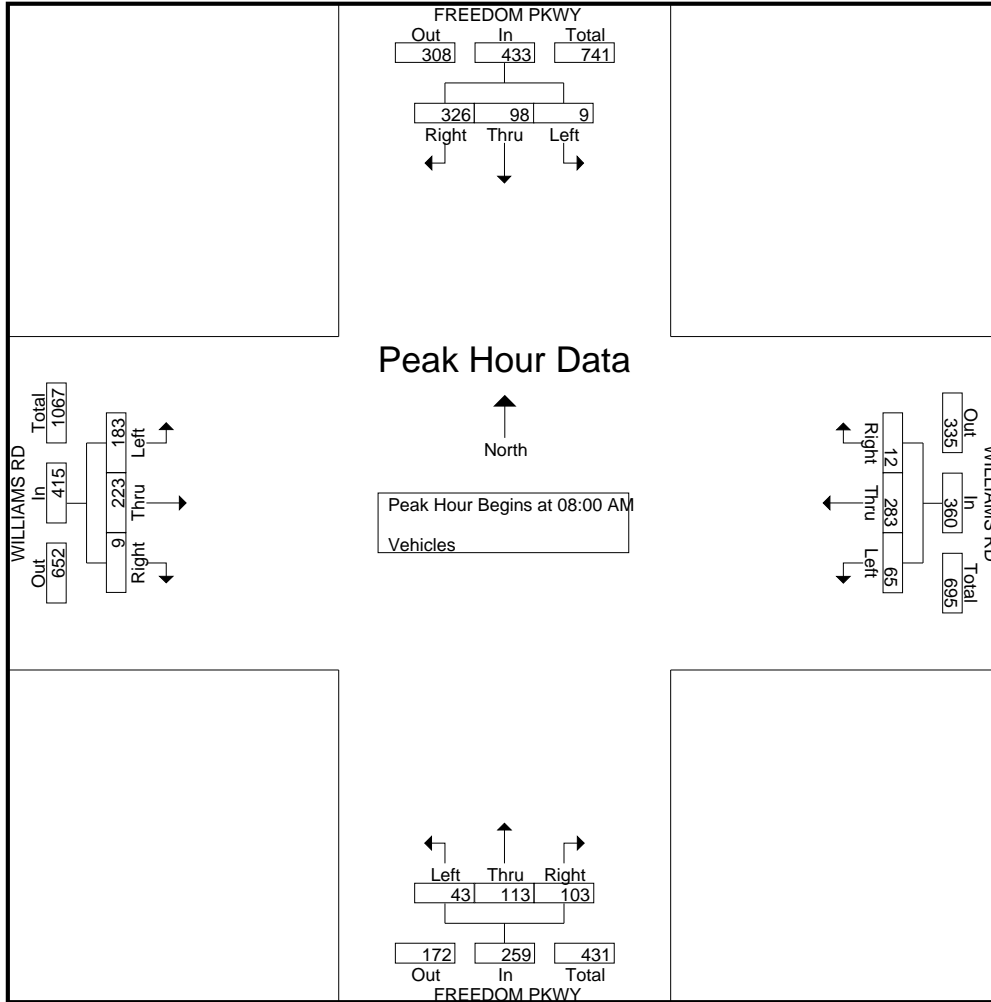 FREEDOM PKWY
Out In Total
308 433 741
326 98 9
Right Thru Left
Peak Hour Data
North
Peak Hour Begins at 08:00 AM
Vehicles
WILLIAMS RD
Out In Total
652 415 1067
Left Thru Right
183 223 9
WILLIAMS RD
Out In Total
335 360 695
Right Thru Left
12 283 65
Left Thru Right
43 113 103
172 259 431
Out In Total
FREEDOM PKWY